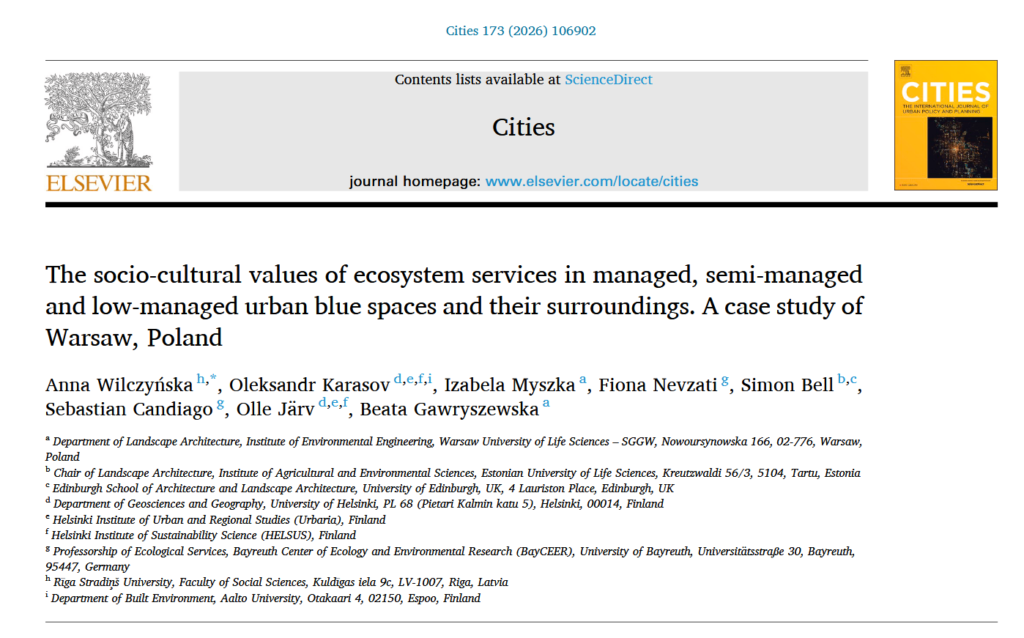 Cities 173 (2026) 106902
Contents lists available at ScienceDirect
Cities
journal homepage: www.elsevier.com/locate/cities
ELSEVIER
CITIES
THE INTERNATIONAL JOURNAL OF
URBAN POLICY AND PLANNING
The socio-cultural values of ecosystem services in managed, semi-managed
and low-managed urban blue spaces and their surroundings. A case study of
Warsaw, Poland
Anna Wilczyńska h,*, Oleksandr Karasov d,e,f,i, Izabela Myszka a, Fiona Nevzati g, Simon Bell b,c,
Sebastian Candiago g, Olle Järv d,e,f, Beata Gawryszewska a
a Department of Landscape Architecture, Institute of Environmental Engineering, Warsaw University of Life Sciences – SGGW, Nowoursynowska 166, 02-776, Warsaw,
Poland
b Chair of Landscape Architecture, Institute of Agricultural and Environmental Sciences, Estonian University of Life Sciences, Kreutzwaldi 56/3, 5104, Tartu, Estonia
c Edinburgh School of Architecture and Landscape Architecture, University of Edinburgh, UK, 4 Lauriston Place, Edinburgh, UK
d Department of Geosciences and Geography, University of Helsinki, PL 68 (Pietari Kalmin katu 5), Helsinki, 00014, Finland
e Helsinki Institute of Urban and Regional Studies (Urbaria), Finland
f Helsinki Institute of Sustainability Science (HELSUS), Finland
g Professorship of Ecological Services, Bayreuth Center of Ecology and Environmental Research (BayCEER), University of Bayreuth, Universitätsstraße 30, Bayreuth,
95447, Germany
h Riga Stradiņš University, Faculty of Social Sciences, Kuldīgas iela 9c, LV-1007, Riga, Latvia
i Department of Built Environment, Aalto University, Otakaari 4, 02150, Espoo, Finland